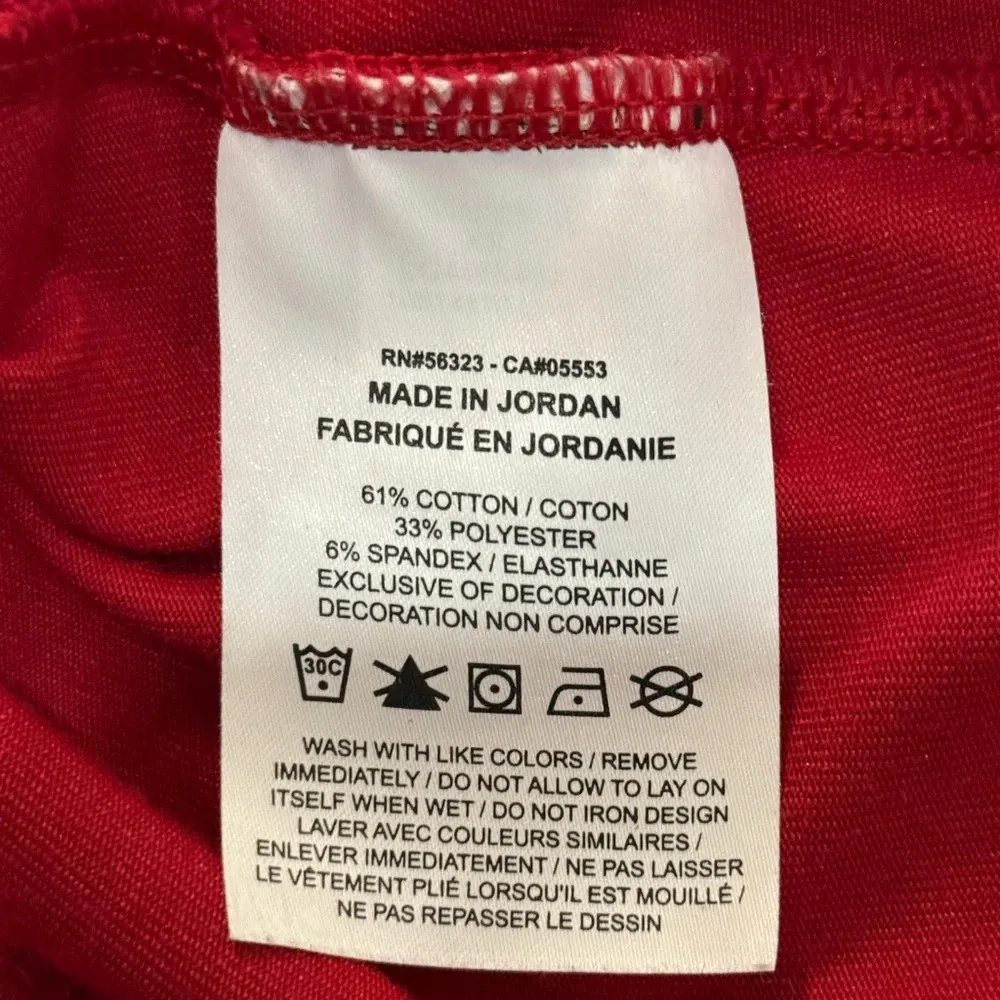 RN#56323 - CA#05553
MADE IN JORDAN
FABRIQUÉ EN JORDANIE
61% COTTON / COTON
33% POLYESTER
6% SPANDEX / ELASTHANNE
EXCLUSIVE OF DECORATION /
DECORATION NON COMPRISE
30C
WASH WITH LIKE COLORS / REMOVE
IMMEDIATELY / DO NOT ALLOW TO LAY ON
ITSELF WHEN WET / DO NOT IRON DESIGN
LAVER AVEC COULEURS SIMILAIRES /
ENLEVER IMMEDIATEMENT / NE PAS LAISSER
LE VÊTEMENT PLIÉ LORSQU'IL EST MOUILLÉ /
NE PAS REPASSER LE DESSIN